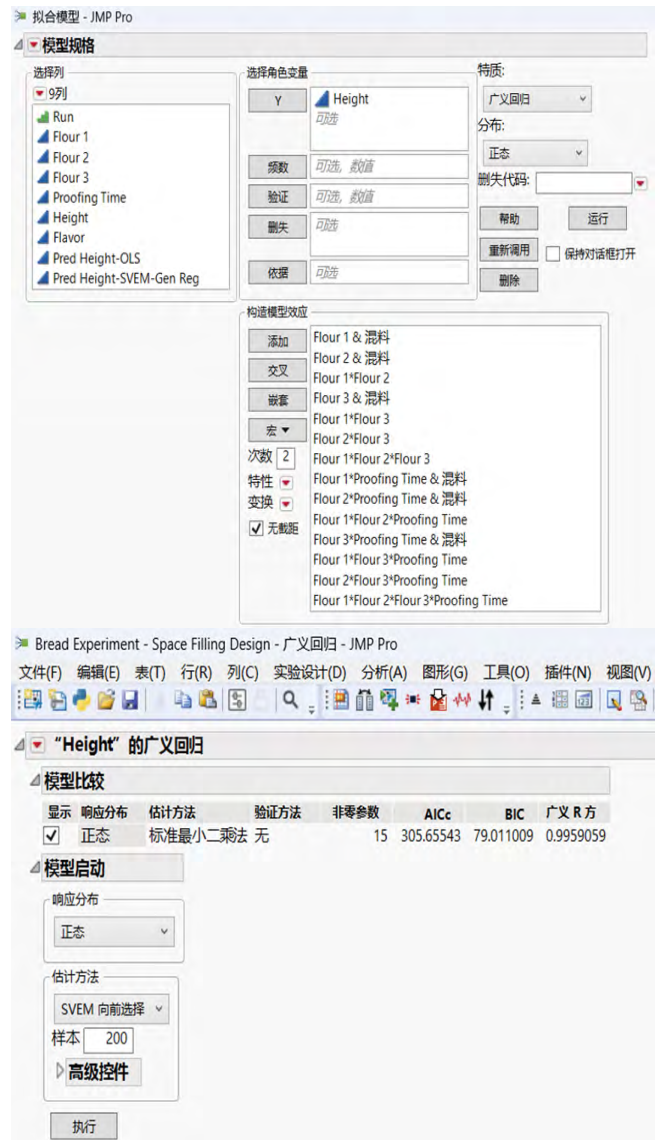 拟合模型 - JMP Pro
模型规格
选择列
9列
Run
Flour 1
Flour 2
Flour 3
Proofing Time
Height
Flavor
Pred Height-OLS
Pred Height-SVEM-Gen Reg
选择角色变量
Y
Height
可选
频数
可选, 数值
验证
可选, 数值
删失
可选
依据
可选
特质:
广义回归
分布:
正态
删失代码:
帮助
运行
重新调用
保持对话框打开
删除
构造模型效应
添加
交叉
嵌套
宏
次数 2
特性
变换
无截距
Flour 1 & 混料
Flour 2 & 混料
Flour 1*Flour 2
Flour 3 & 混料
Flour 1*Flour 3
Flour 2*Flour 3
Flour 1*Flour 2*Flour 3
Flour 1*Proofing Time & 混料
Flour 2*Proofing Time & 混料
Flour 1*Flour 2*Proofing Time
Flour 3*Proofing Time & 混料
Flour 1*Flour 3*Proofing Time
Flour 2*Flour 3*Proofing Time
Flour 1*Flour 2*Flour 3*Proofing Time
Bread Experiment - Space Filling Design - 广义回归 - JMP Pro
文件(F) 编辑(E) 表(T) 行(R) 列(C) 实验设计(D) 分析(A) 图形(G) 工具(O) 插件(N) 视图(V)
“Height” 的广义回归
模型比较
显示 响应分布 估计方法 验证方法 非零参数 AICc BIC 广义 R 方
正态 标准最小二乘法 无 15 305.65543 79.011009 0.9959059
模型启动
响应分布
正态
估计方法
SVEM 向前选择
样本 200
高级控件
执行